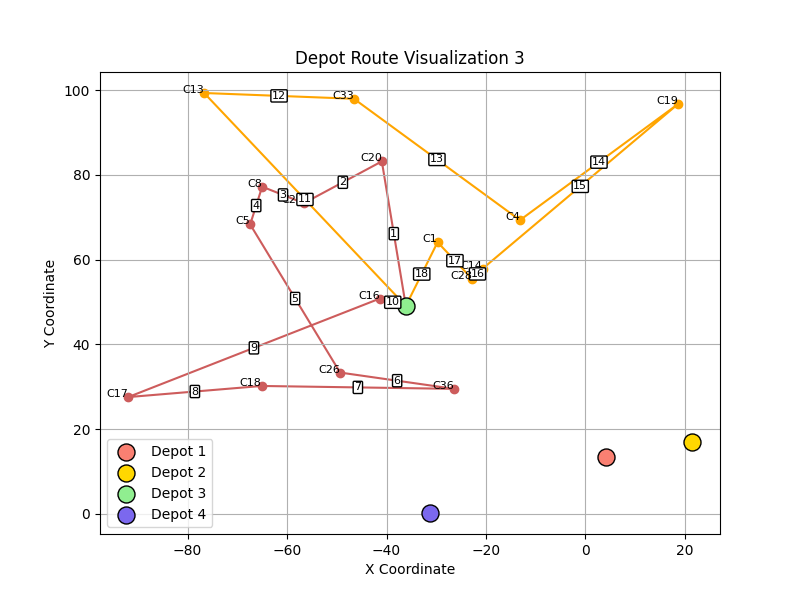 Depot Route Visualization 3
Y Coordinate
100
80
60
40
20
0
C13
12
C33
C19
13
14
15
C20
C8
3
2
11
4
C5
C4
1
C1
17
C14
C28
16
18
5
C16
10
9
C26
6
C36
C18
7
C17
8
Depot 1
Depot 2
Depot 3
Depot 4
−80
−60
−40
−20
0
20
X Coordinate